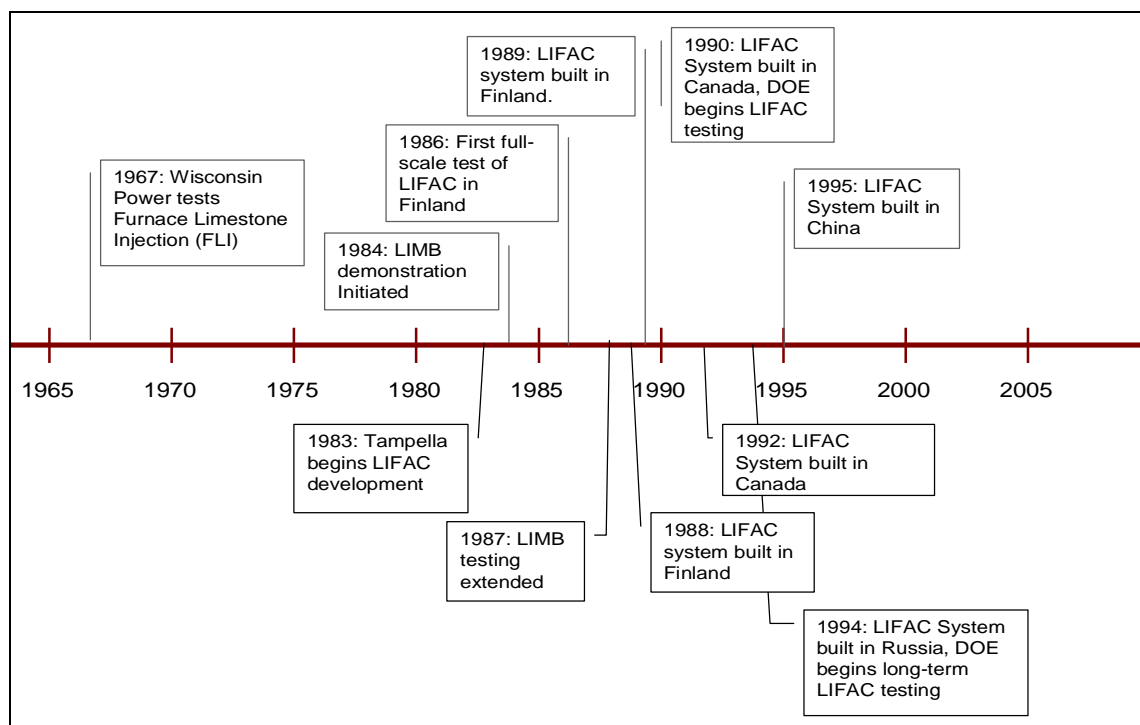 1989: LIFAC
system built in
Finland.
1990: LIFAC
System built in
Canada, DOE
begins LIFAC
testing
1986: First full-
scale test of
LIFAC in
Finland
1967: Wisconsin
Power tests
Furnace Limestone
Injection (FLI)
1995: LIFAC
System built in
China
1984: LIMB
demonstration
Initiated
1965 1970 1975 1980 1985 1990 1995 2000 2005
1983: Tampella
begins LIFAC
development
1992: LIFAC
System built in
Canada
1987: LIMB
testing
extended
1988: LIFAC
system built in
Finland
1994: LIFAC System
built in Russia, DOE
begins long-term
LIFAC testing